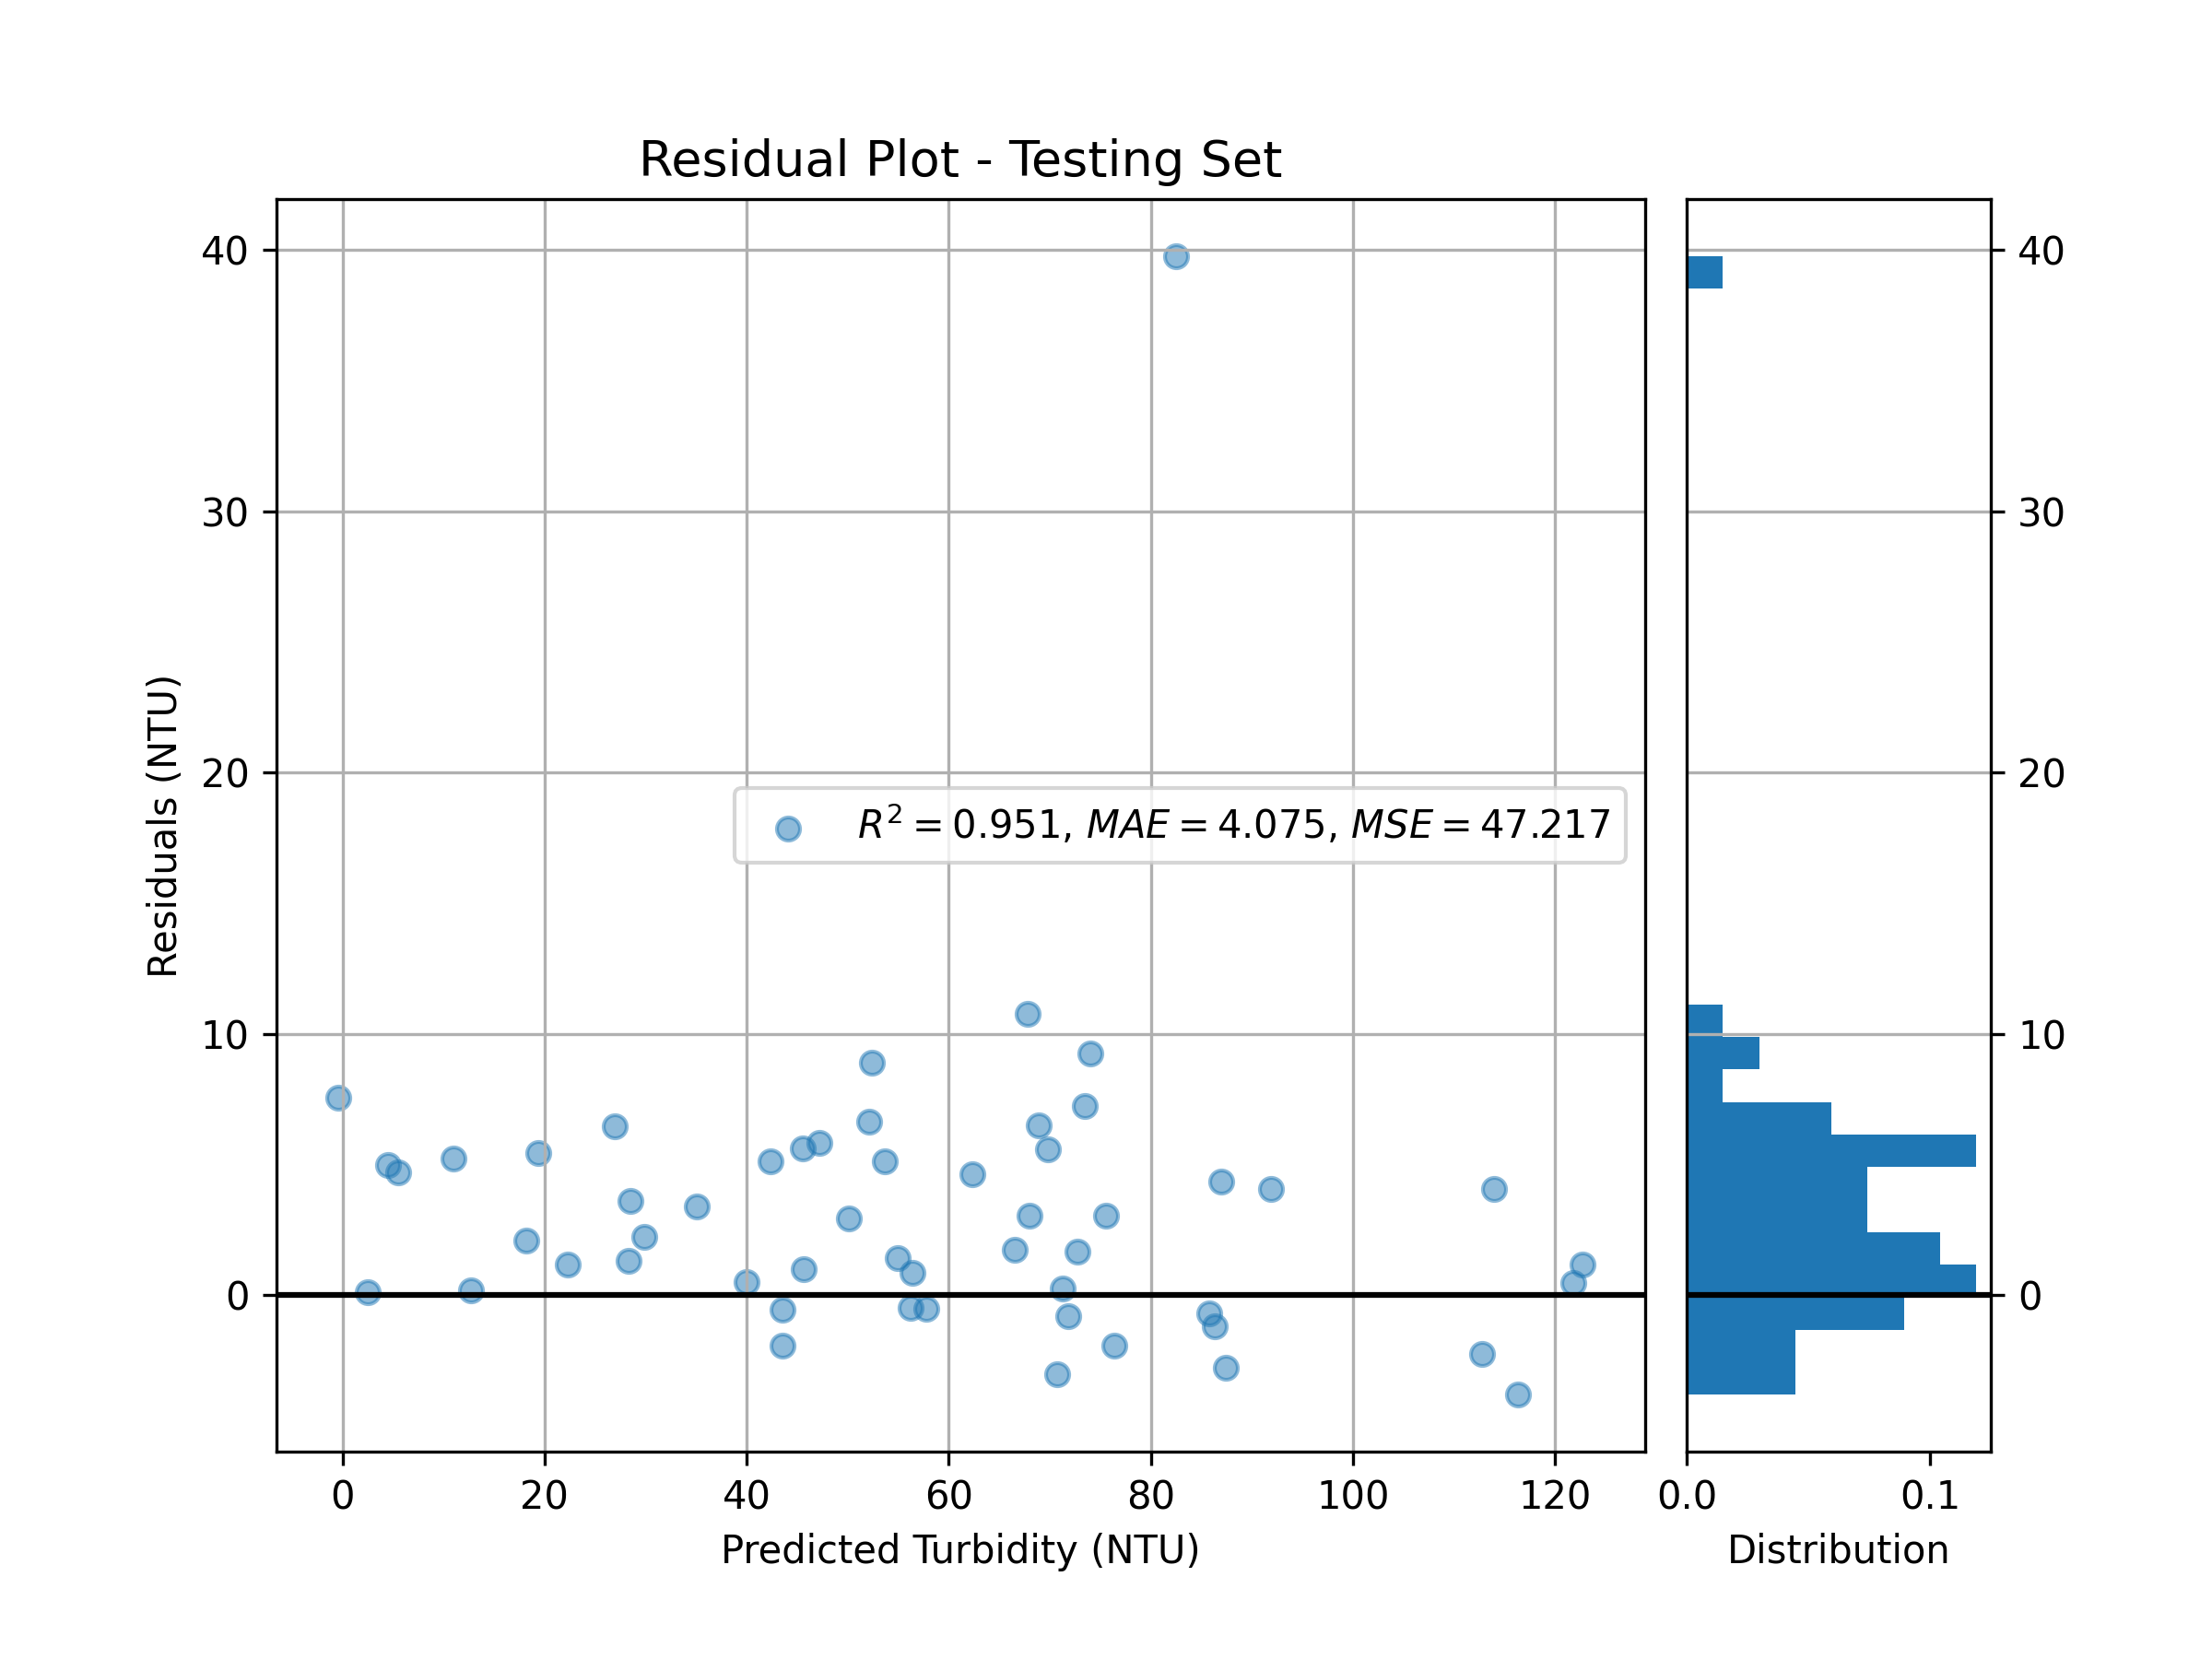 Residual Plot - Testing Set
40
30
20
10
0
Residuals (NTU)
R² = 0.951, MAE = 4.075, MSE = 47.217
0 20 40 60 80 100 120
Predicted Turbidity (NTU)
40
30
20
10
0
0.0 0.1
Distribution